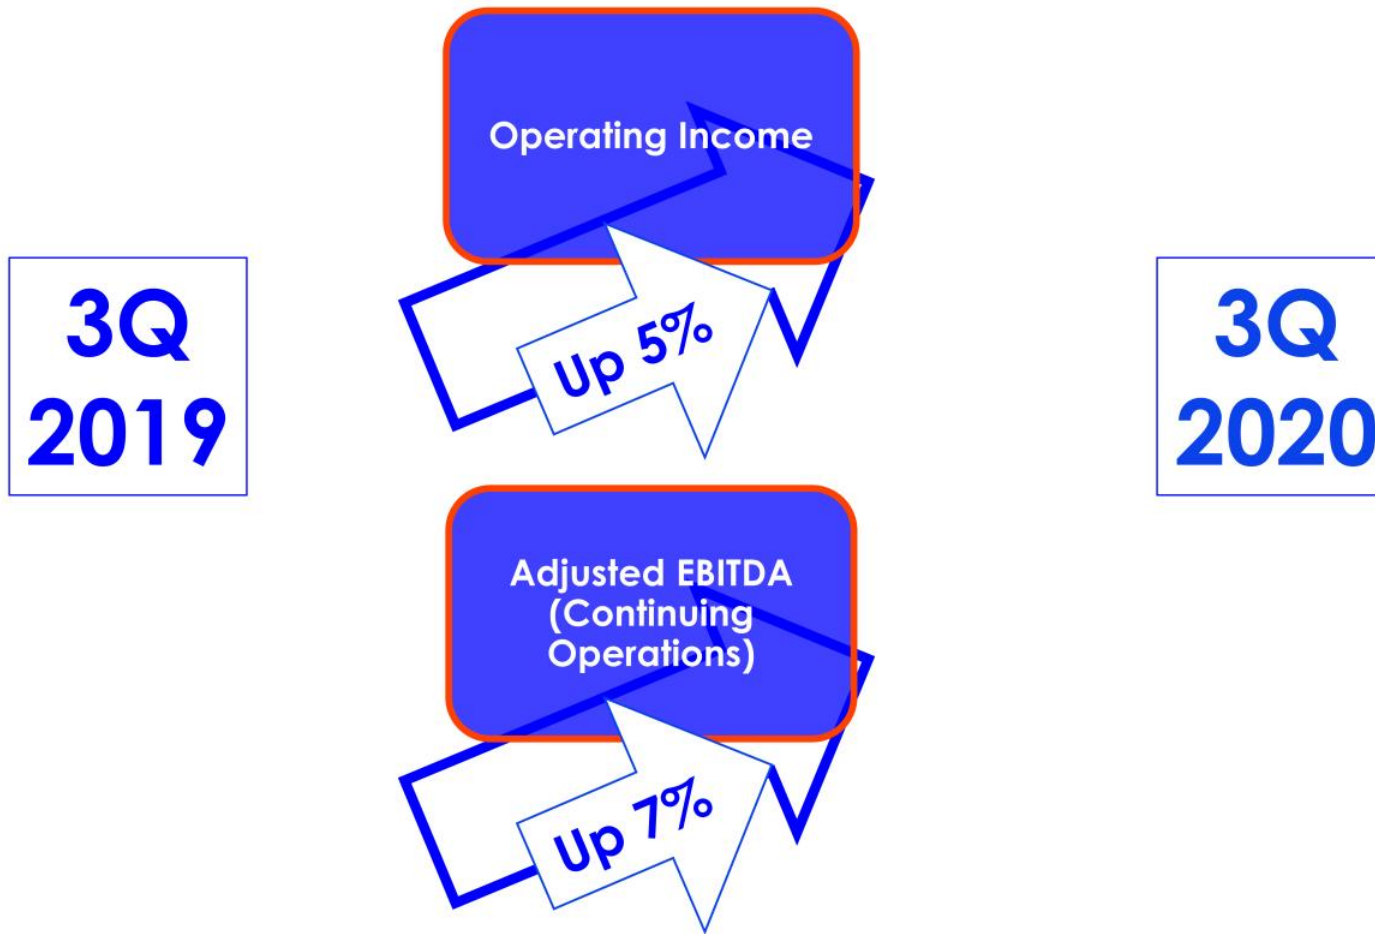 Operating Income
Up 5%
3Q
2019
3Q
2020
Adjusted EBITDA
(Continuing
Operations)
Up 7%